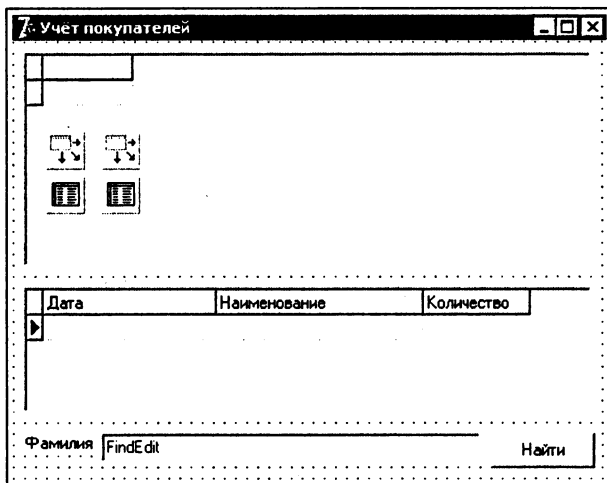 Учёт покупателей
Дата Наименование Количество
Фамилия FindEdit Найти